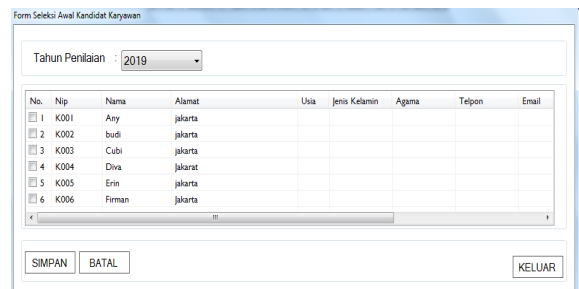 Form Seleksi Awal Kandidat Karyawan
Tahun Penilaian : 2019
No. Nip Nama Alamat Usia Jenis Kelamin Agama Telpon Email
1 K001 Any jakarta
2 K002 budi jakarta
3 K003 Cubi jakarta
4 K004 Diva Jakarat
5 K005 Erin jakarta
6 K006 Firman jakarta
SIMPAN BATAL KELUAR